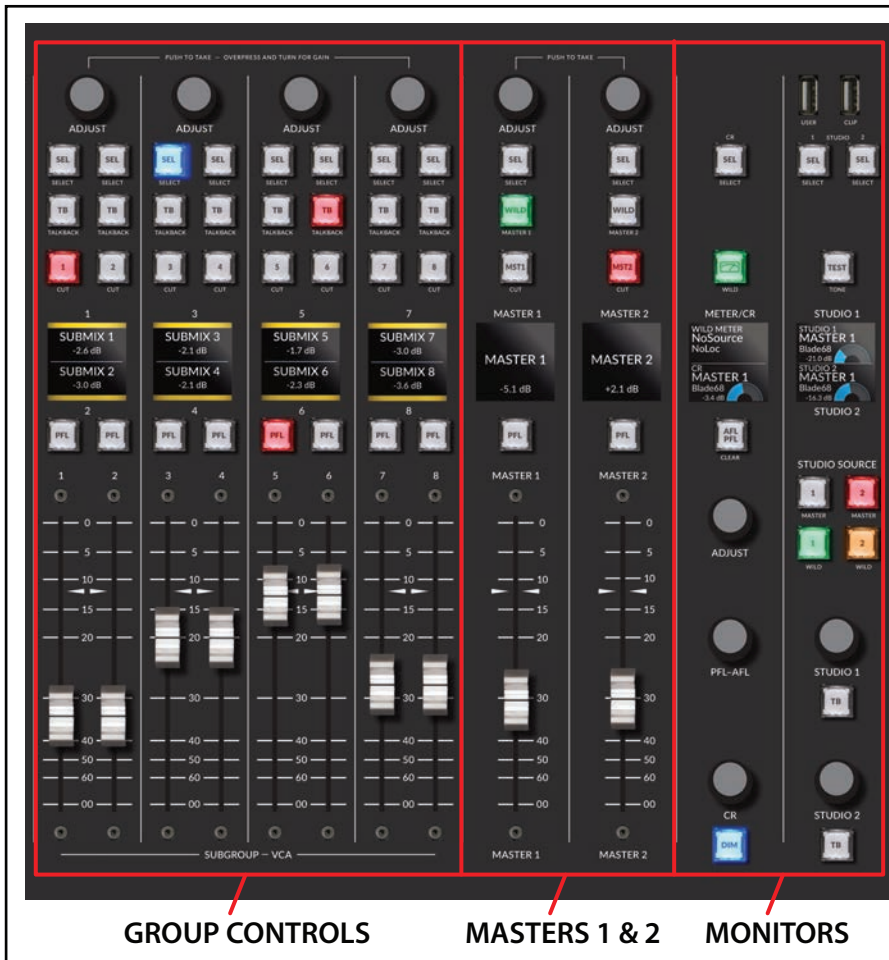 PUSH TO TAKE – OVERPRESS AND TURN FOR GAIN
PUSH TO TAKE
USER CLIP
ADJUST ADJUST ADJUST ADJUST ADJUST ADJUST
CR 1 STUDIO 2
SEL SEL SEL SEL SEL SEL SEL SEL SEL SEL SEL SEL SEL
SELECT SELECT SELECT SELECT SELECT SELECT SELECT SELECT SELECT SELECT SELECT SELECT SELECT
TB TB TB TB TB TB TB TB WILD WILD
TALKBACK TALKBACK TALKBACK TALKBACK TALKBACK TALKBACK TALKBACK TALKBACK MASTER 1 MASTER 2
1 2 3 4 5 6 7 8 MST1 MST2 TEST
CUT CUT CUT CUT CUT CUT CUT CUT CUT CUT WILD TONE
1 3 5 7 MASTER 1 MASTER 2 METER/CR STUDIO 1
SUBMIX 1
-2.6 dB
SUBMIX 2
-3.0 dB
SUBMIX 3
-2.1 dB
SUBMIX 4
-2.1 dB
SUBMIX 5
-1.7 dB
SUBMIX 6
-2.3 dB
SUBMIX 7
-3.0 dB
SUBMIX 8
-3.6 dB
MASTER 1
-5.1 dB
MASTER 2
+2.1 dB
WILD METER
NoSource
NoLoc
CR
MASTER 1
Blade68
-3.4 dB
STUDIO 1
MASTER 1
Blade68
-21.0 dB
STUDIO 2
MASTER 1
Blade68
-16.3 dB
2 4 6 8 STUDIO 2
PFL PFL PFL PFL PFL PFL PFL PFL PFL PFL AFL PFL
CLEAR
1 2 3 4 5 6 7 8 MASTER 1 MASTER 2
STUDIO SOURCE
1 2
MASTER MASTER
1 2
WILD WILD
0 0 0 0 0 0
5 5 5 5 5 5
10 10 10 10 10 10
15 15 15 15 15 15
20 20 20 20 20 20
30 30 30 30 30 30
40 40 40 40 40 40
50 50 50 50 50 50
60 60 60 60 60 60
00 00 00 00 00 00
ADJUST
PFL–AFL STUDIO 1
TB
CR STUDIO 2
DIM TB
SUBGROUP – VCA MASTER 1 MASTER 2
GROUP CONTROLS MASTERS 1 & 2 MONITORS